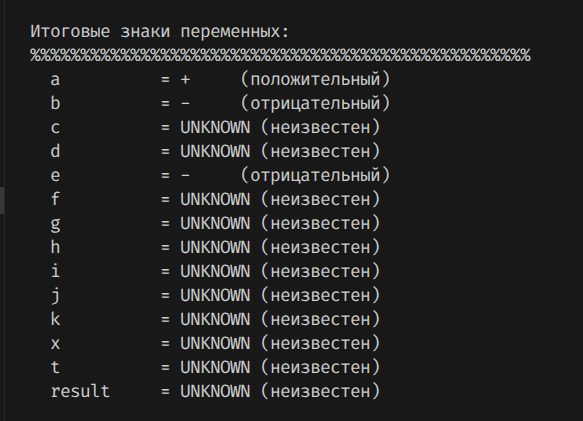 Итоговые знаки переменных:
%%%%%%%%%%%%%%%%%%%%%%%%%%%%%%%%%%%%%%%%%%%%%%%%%%
a = + (положительный)
b = - (отрицательный)
c = UNKNOWN (неизвестен)
d = UNKNOWN (неизвестен)
e = - (отрицательный)
f = UNKNOWN (неизвестен)
g = UNKNOWN (неизвестен)
h = UNKNOWN (неизвестен)
i = UNKNOWN (неизвестен)
j = UNKNOWN (неизвестен)
k = UNKNOWN (неизвестен)
x = UNKNOWN (неизвестен)
t = UNKNOWN (неизвестен)
result = UNKNOWN (неизвестен)